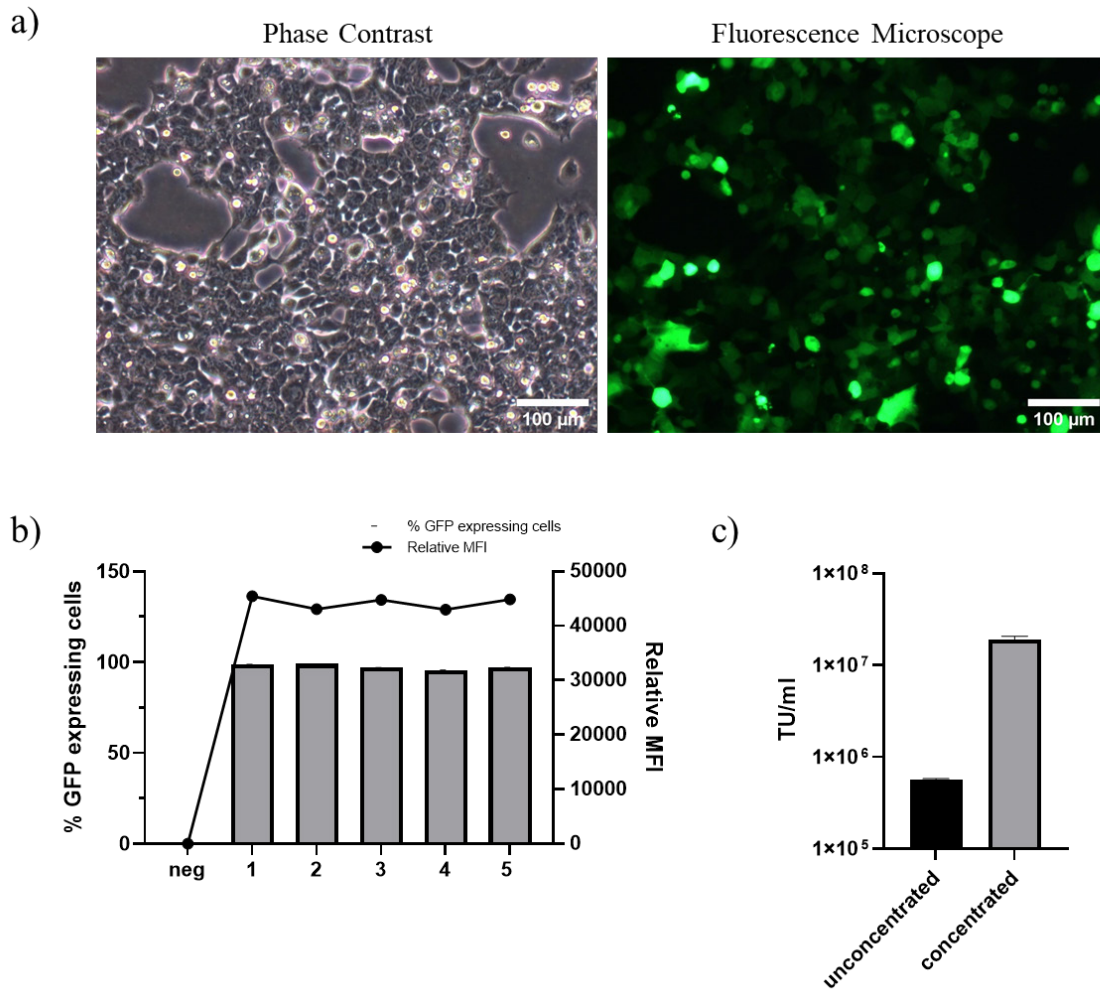 a)
Phase Contrast
Fluorescence Microscope
100 µm
100 µm
b)
% GFP expressing cells
Relative MFI
% GFP expressing cells
150
100
50
0
50000
40000
30000
20000
10000
0
Relative MFI
neg 1 2 3 4 5
c)
TU/ml
1×10⁸
1×10⁷
1×10⁶
1×10⁵
unconcentrated
concentrated